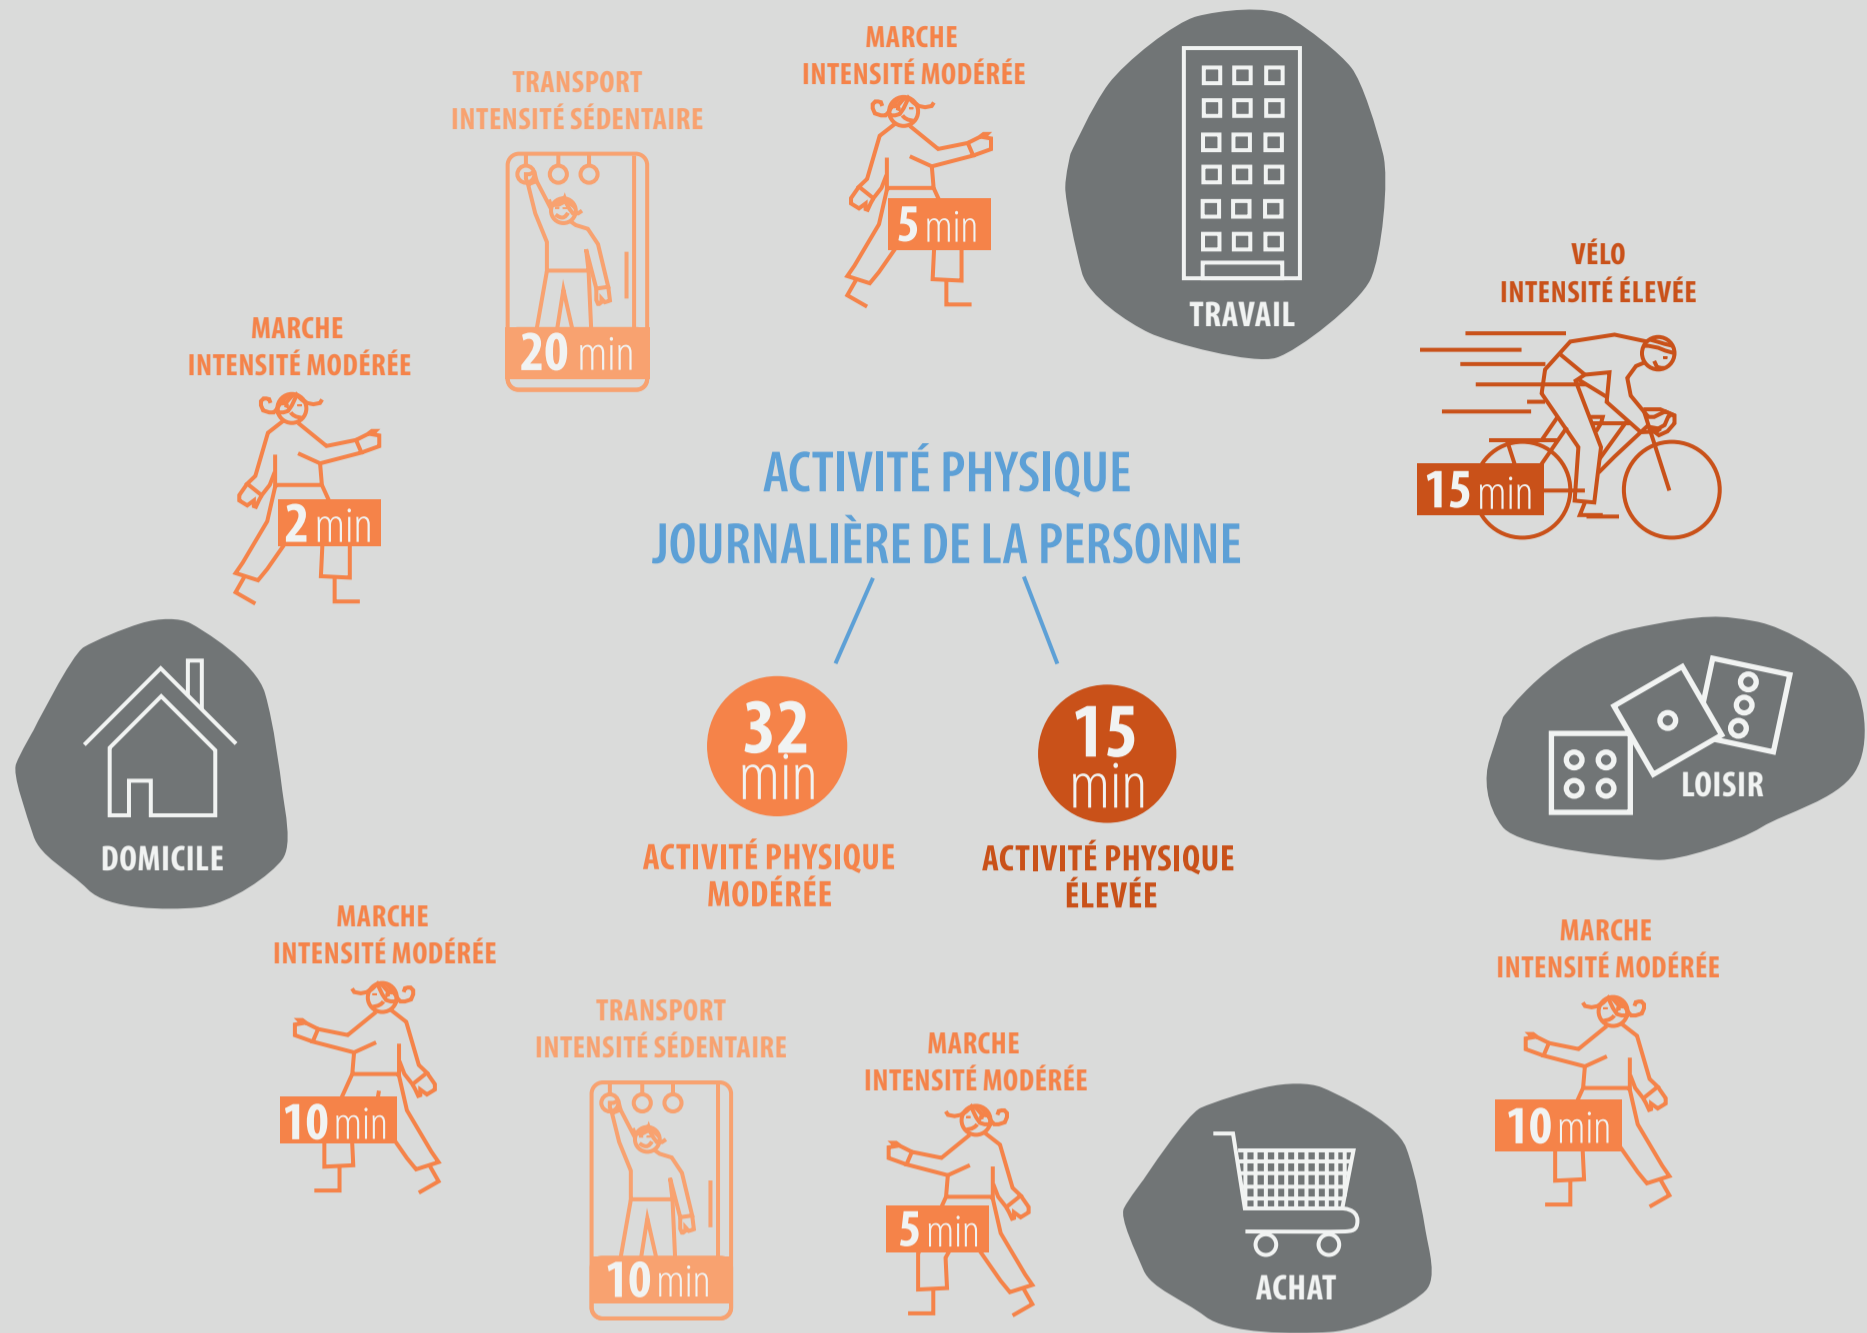 MARCHE
INTENSITÉ MODÉRÉE
5 min
TRANSPORT
INTENSITÉ SÉDENTAIRE
20 min
MARCHE
INTENSITÉ MODÉRÉE
2 min
TRAVAIL
VÉLO
INTENSITÉ ÉLEVÉE
15 min
ACTIVITÉ PHYSIQUE
JOURNALIÈRE DE LA PERSONNE
32
min
ACTIVITÉ PHYSIQUE
MODÉRÉE
15
min
ACTIVITÉ PHYSIQUE
ÉLEVÉE
DOMICILE
LOISIR
MARCHE
INTENSITÉ MODÉRÉE
10 min
TRANSPORT
INTENSITÉ SÉDENTAIRE
10 min
MARCHE
INTENSITÉ MODÉRÉE
5 min
ACHAT
MARCHE
INTENSITÉ MODÉRÉE
10 min